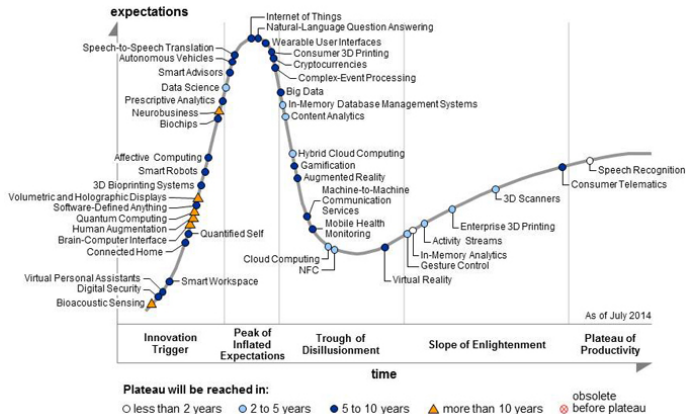 expectations
Internet of Things
Natural-Language Question Answering
Wearable User Interfaces
Consumer 3D Printing
Cryptocurrencies
Complex-Event Processing
Speech-to-Speech Translation
Autonomous Vehicles
Smart Advisors
Data Science
Prescriptive Analytics
Neurobusiness
Biochips
Big Data
In-Memory Database Management Systems
Content Analytics
Hybrid Cloud Computing
Gamification
Augmented Reality
Machine-to-Machine
Communication
Services
Mobile Health
Monitoring
Affective Computing
Smart Robots
3D Bioprinting Systems
Volumetric and Holographic Displays
Software-Defined Anything
Quantum Computing
Human Augmentation
Brain-Computer Interface
Connected Home
Quantified Self
Virtual Personal Assistants
Digital Security
Bioacoustic Sensing
Smart Workspace
Cloud Computing
NFC
Virtual Reality
Gesture Control
In-Memory Analytics
Activity Streams
Enterprise 3D Printing
3D Scanners
Consumer Telematics
Speech Recognition
As of July 2014
Innovation
Trigger
Peak of
Inflated
Expectations
Trough of
Disillusionment
Slope of Enlightenment
Plateau of
Productivity
time
Plateau will be reached in:
less than 2 years
2 to 5 years
5 to 10 years
more than 10 years
obsolete
before plateau